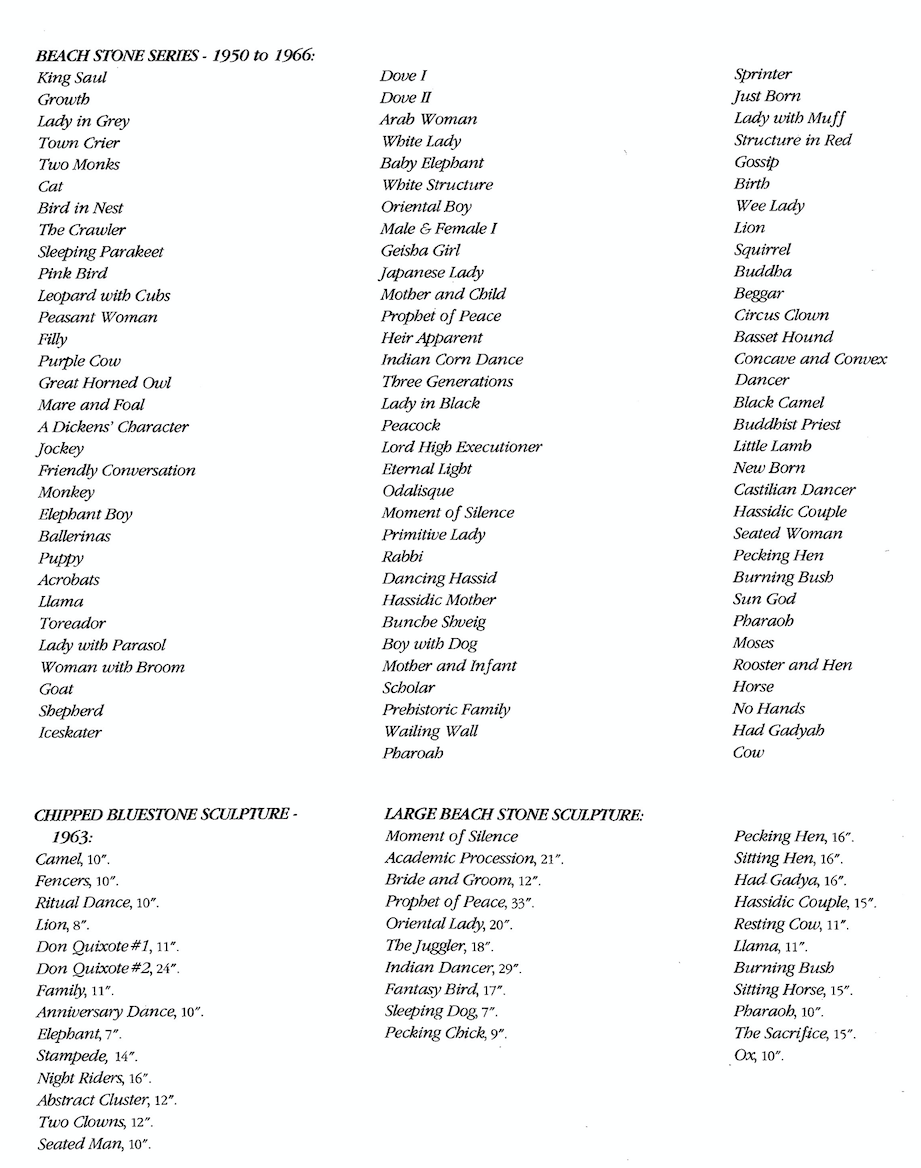 BEACH STONE SERIES - 1950 to 1966:
King Saul
Growth
Lady in Grey
Town Crier
Two Monks
Cat
Bird in Nest
The Crawler
Sleeping Parakeet
Pink Bird
Leopard with Cubs
Peasant Woman
Filly
Purple Cow
Great Horned Owl
Mare and Foal
A Dickens' Character
Jockey
Friendly Conversation
Monkey
Elephant Boy
Ballerinas
Puppy
Acrobats
Llama
Toreador
Lady with Parasol
Woman with Broom
Goat
Shepherd
Iceskater
Dove I
Dove II
Arab Woman
White Lady
Baby Elephant
White Structure
Oriental Boy
Male & Female I
Geisha Girl
Japanese Lady
Mother and Child
Prophet of Peace
Heir Apparent
Indian Corn Dance
Three Generations
Lady in Black
Peacock
Lord High Executioner
Eternal Light
Odalisque
Moment of Silence
Primitive Lady
Rabbi
Dancing Hassid
Hassidic Mother
Bunche Shveig
Boy with Dog
Mother and Infant
Scholar
Prehistoric Family
Wailing Wall
Pharoah
Sprinter
Just Born
Lady with Muff
Structure in Red
Gossip
Birth
Wee Lady
Lion
Squirrel
Buddha
Beggar
Circus Clown
Basset Hound
Concave and Convex
Dancer
Black Camel
Buddhist Priest
Little Lamb
New Born
Castilian Dancer
Hassidic Couple
Seated Woman
Pecking Hen
Burning Bush
Sun God
Pharaoh
Moses
Rooster and Hen
Horse
No Hands
Had Gadyah
Cow
CHIPPED BLUESTONE SCULPTURE -
1963:
Camel, 10".
Fencers, 10".
Ritual Dance, 10".
Lion, 8".
Don Quixote #1, 11".
Don Quixote #2, 24".
Family, 11".
Anniversary Dance, 10".
Elephant, 7".
Stampede, 14".
Night Riders, 16".
Abstract Cluster, 12".
Two Clowns, 12".
Seated Man, 10".
LARGE BEACH STONE SCULPTURE:
Moment of Silence
Academic Procession, 21".
Bride and Groom, 12".
Prophet of Peace, 33".
Oriental Lady, 20".
The Juggler, 18".
Indian Dancer, 29".
Fantasy Bird, 17".
Sleeping Dog, 7".
Pecking Chick, 9".
Pecking Hen, 16".
Sitting Hen, 16".
Had Gadya, 16".
Hassidic Couple, 15".
Resting Cow, 11".
Llama, 11".
Burning Bush
Sitting Horse, 15".
Pharaoh, 10".
The Sacrifice, 15".
Ox, 10".